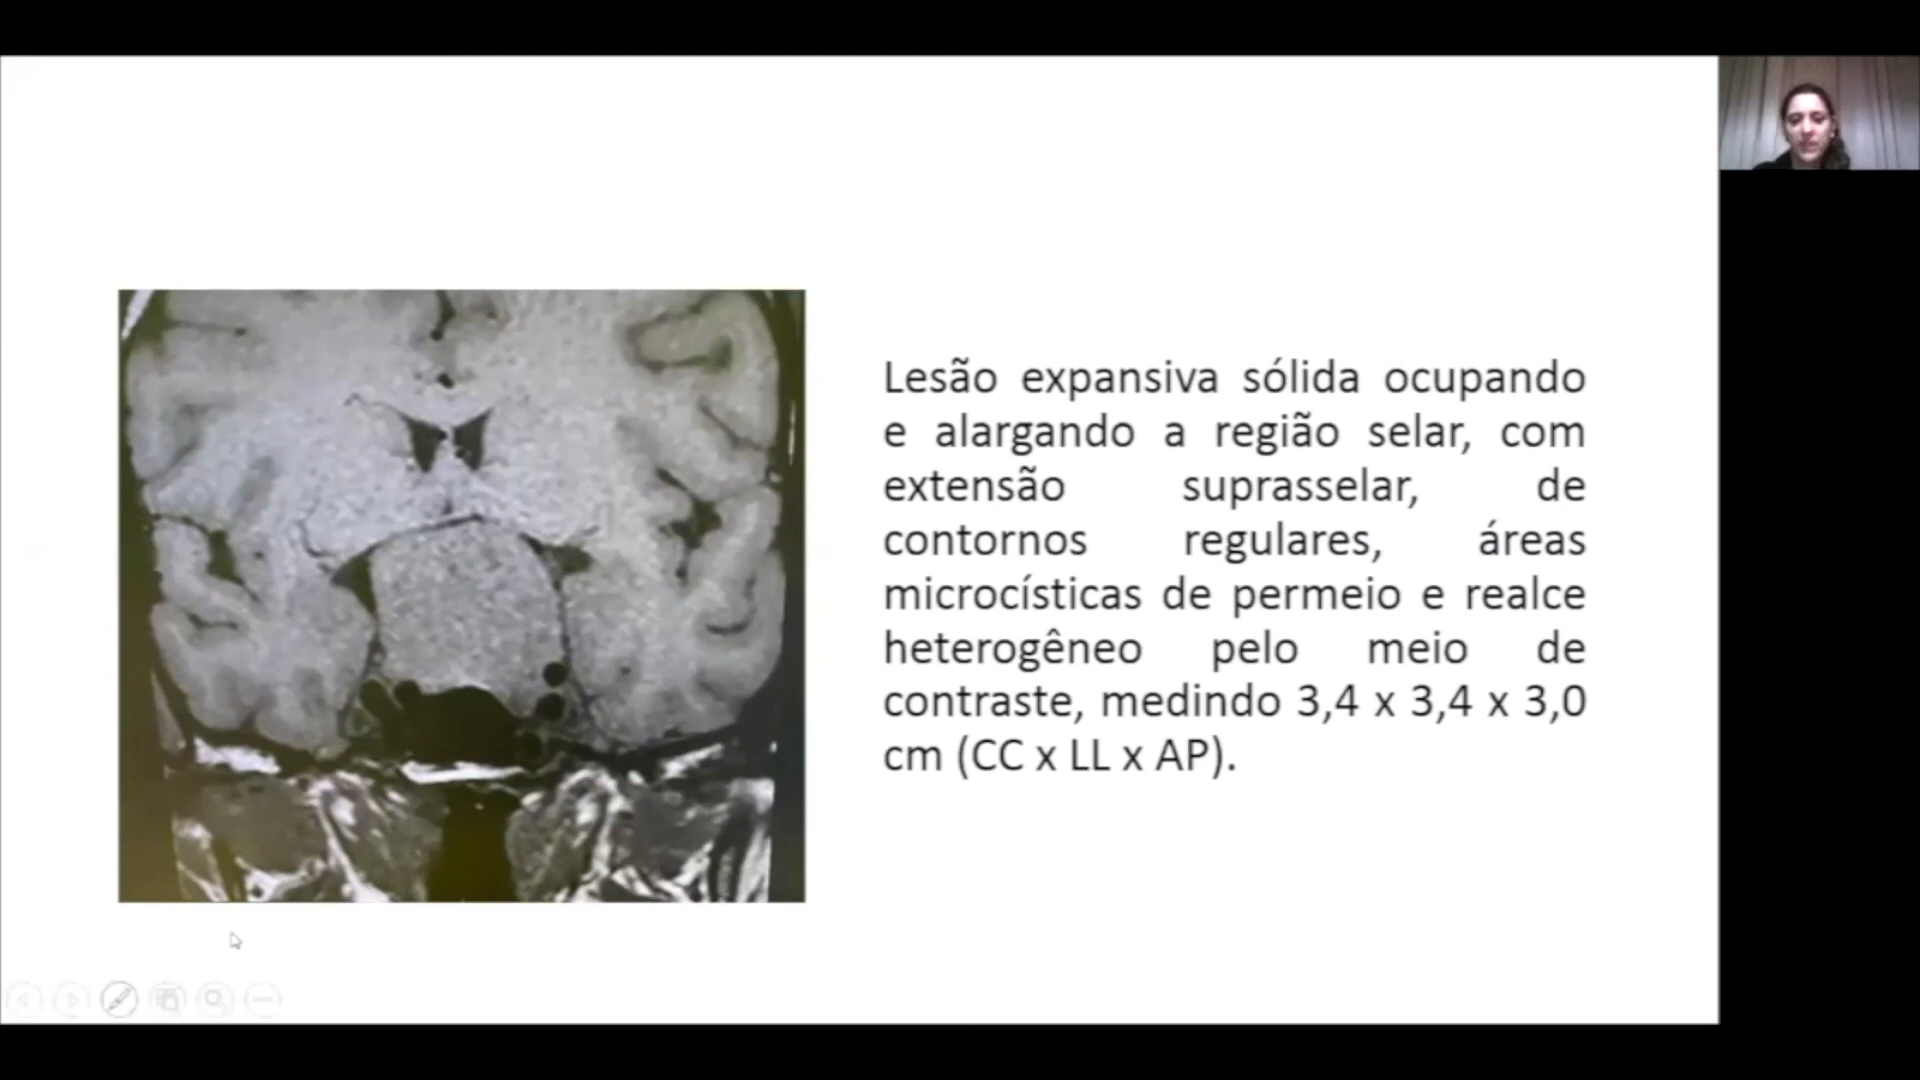 Lesão expansiva sólida ocupando
e alargando a região selar, com
extensão suprasselar, de
contornos regulares, áreas
microcísticas de permeio e realce
heterogêneo pelo meio de
contraste, medindo 3,4 x 3,4 x 3,0
cm (CC x LL x AP).